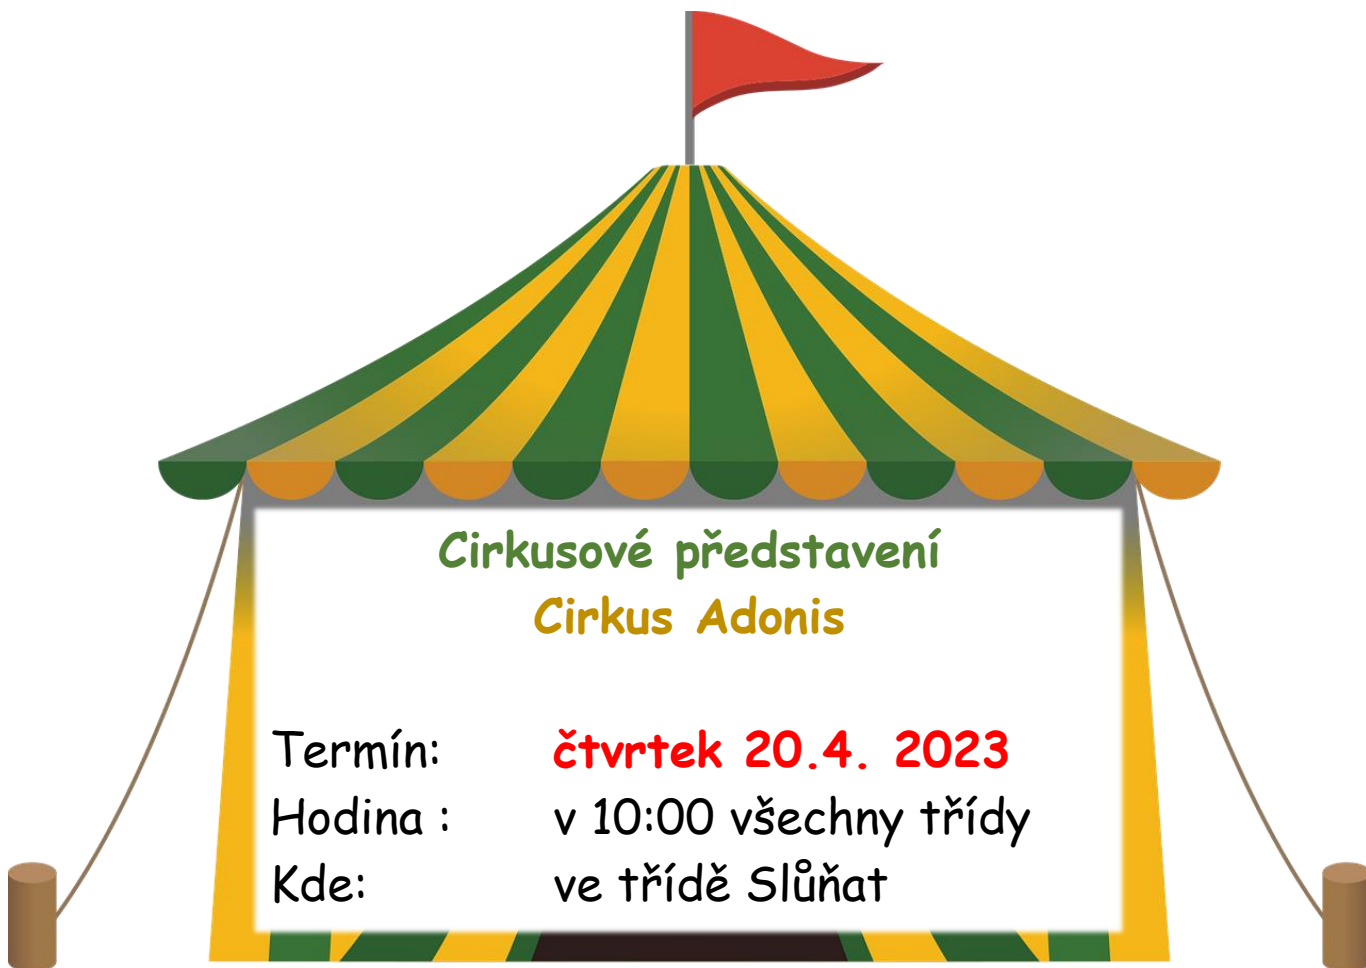 Cirkusové představení
Cirkus Adonis
Termín: čtvrtek 20.4. 2023
Hodina : v 10:00 všechny třídy
Kde: ve třídě Slůňat